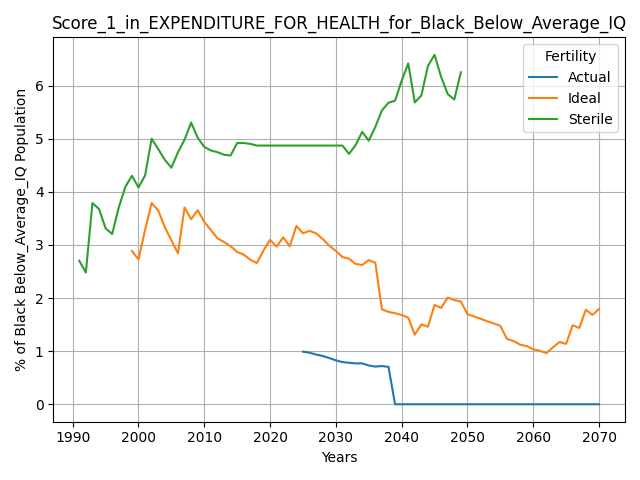 Score_1_in_EXPENDITURE_FOR_HEALTH_for_Black_Below_Average_IQ
% of Black Below_Average_IQ Population
6
5
4
3
2
1
0
Fertility
Actual
Ideal
Sterile
1990 2000 2010 2020 2030 2040 2050 2060 2070
Years